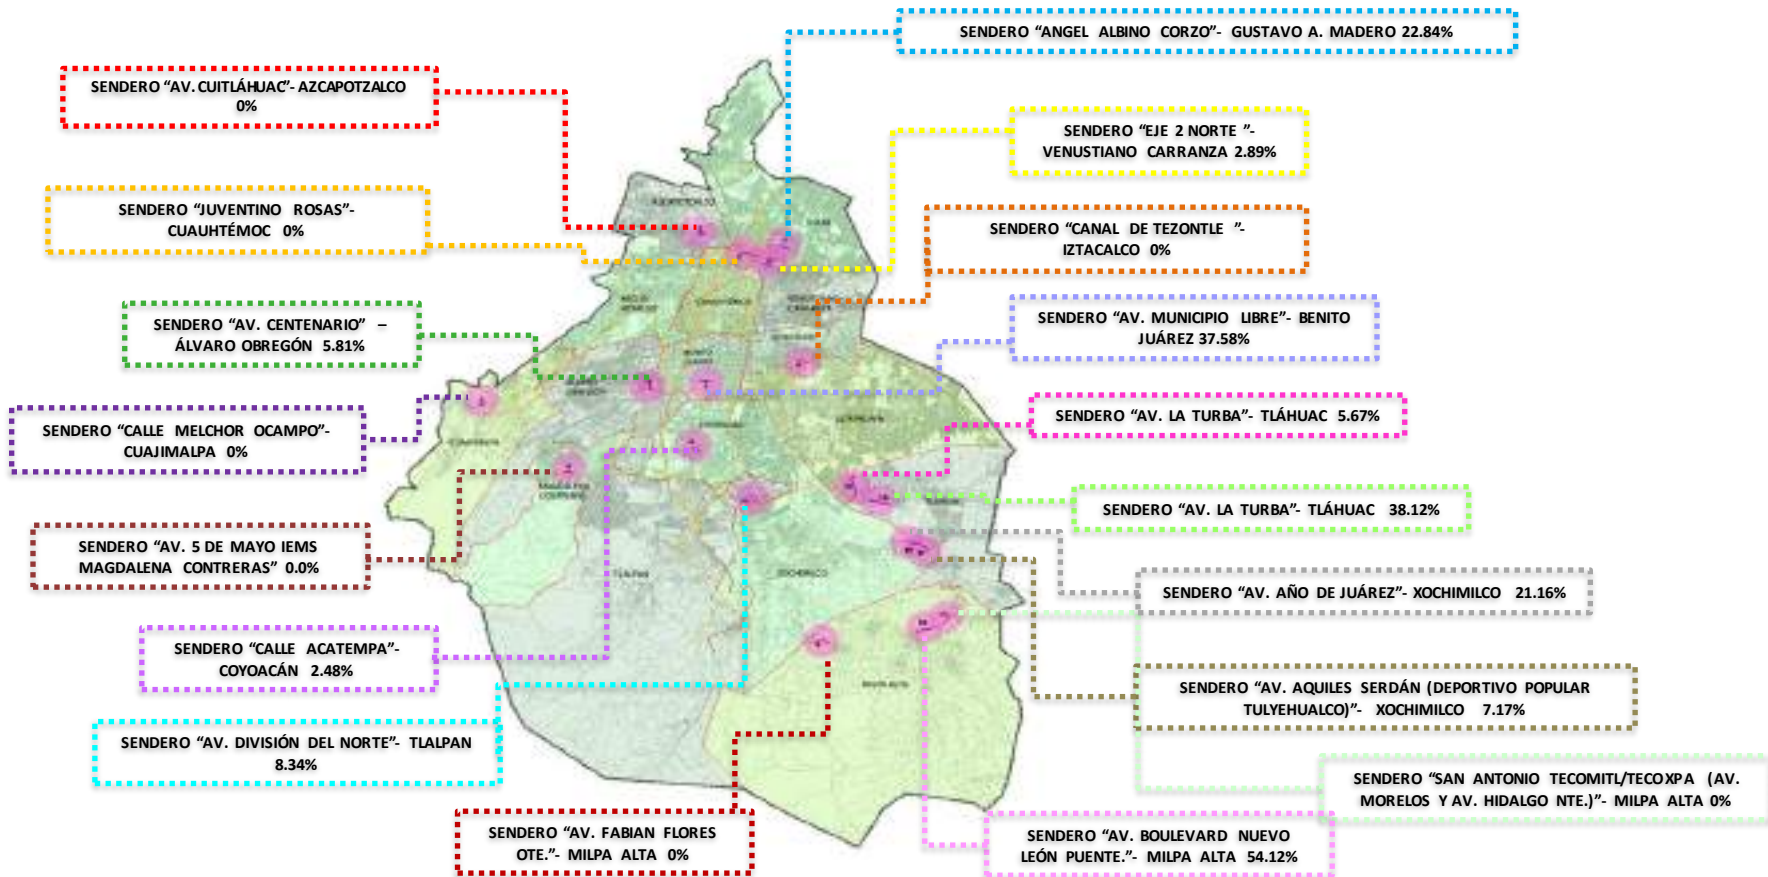 SENDERO “ANGEL ALBINO CORZO”- GUSTAVO A. MADERO 22.84%
SENDERO “AV. CUITLÁHUAC”- AZCAPOTZALCO
0%
SENDERO “EJE 2 NORTE ”-
VENUSTIANO CARRANZA 2.89%
SENDERO “JUVENTINO ROSAS”-
CUAUHTÉMOC 0%
SENDERO “CANAL DE TEZONTLE ”-
IZTACALCO 0%
SENDERO “AV. CENTENARIO” –
ÁLVARO OBREGÓN 5.81%
SENDERO “AV. MUNICIPIO LIBRE”- BENITO
JUÁREZ 37.58%
SENDERO “CALLE MELCHOR OCAMPO”-
CUAJIMALPA 0%
SENDERO “AV. LA TURBA”- TLÁHUAC 5.67%
SENDERO “AV. LA TURBA”- TLÁHUAC 38.12%
SENDERO “AV. 5 DE MAYO IEMS
MAGDALENA CONTRERAS” 0.0%
SENDERO “AV. AÑO DE JUÁREZ”- XOCHIMILCO 21.16%
SENDERO “CALLE ACATEMPA”-
COYOACÁN 2.48%
SENDERO “AV. AQUILES SERDÁN (DEPORTIVO POPULAR
TULYEHUALCO)”- XOCHIMILCO 7.17%
SENDERO “AV. DIVISIÓN DEL NORTE”- TLALPAN
8.34%
SENDERO “SAN ANTONIO TECOMITL/TECOXPA (AV.
MORELOS Y AV. HIDALGO NTE.)”- MILPA ALTA 0%
SENDERO “AV. FABIAN FLORES
OTE.”- MILPA ALTA 0%
SENDERO “AV. BOULEVARD NUEVO
LEÓN PUENTE.”- MILPA ALTA 54.12%
TLALPAN